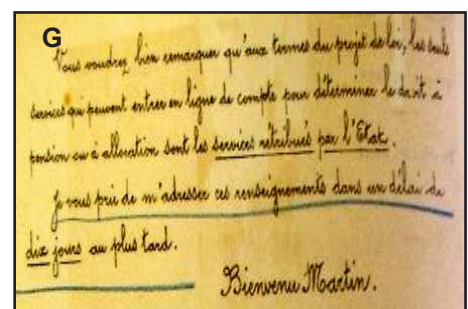 G
Vous voudrez bien remarquer qu'aux termes du projet de loi, les seuls
services qui peuvent entrer en ligne de compte pour déterminer le droit à
pension ou à allocation sont les services rétribués par l'Etat.
Je vous prie de m'adresser ces renseignements dans un délai de
dix jours au plus tard.
Bienvenu Martin.